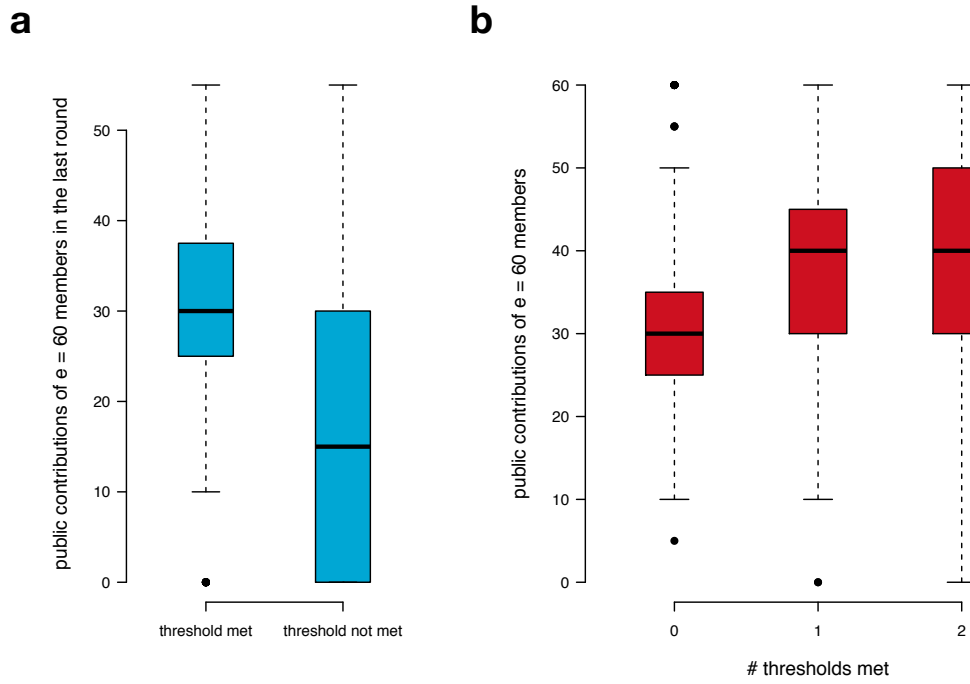 a
public contributions of e = 60 members in the last round
50
40
30
20
10
0
threshold met
threshold not met
b
public contributions of e = 60 members
60
50
40
30
20
10
0
0
1
2
# thresholds met